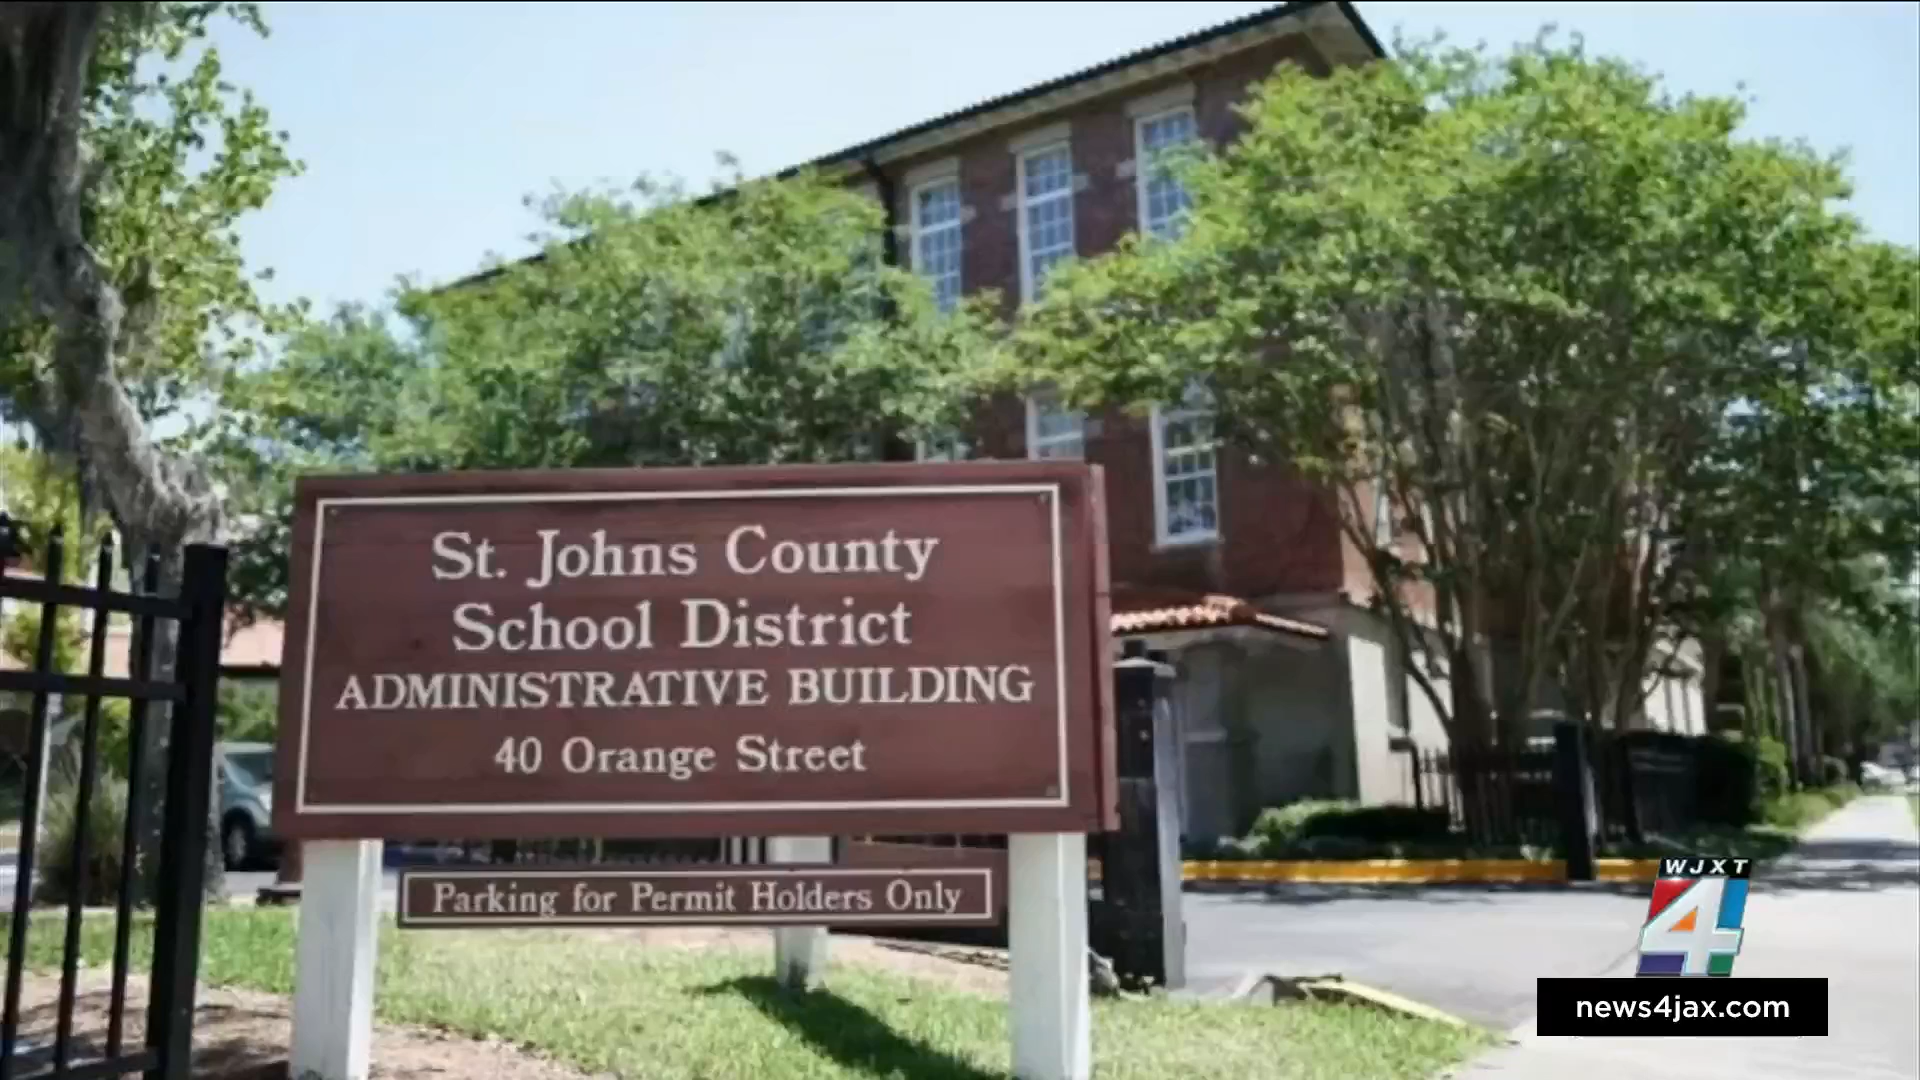 St. Johns County
School District
ADMINISTRATIVE BUILDING
40 Orange Street
Parking for Permit Holders Only
WJXT
4
news4jax.com